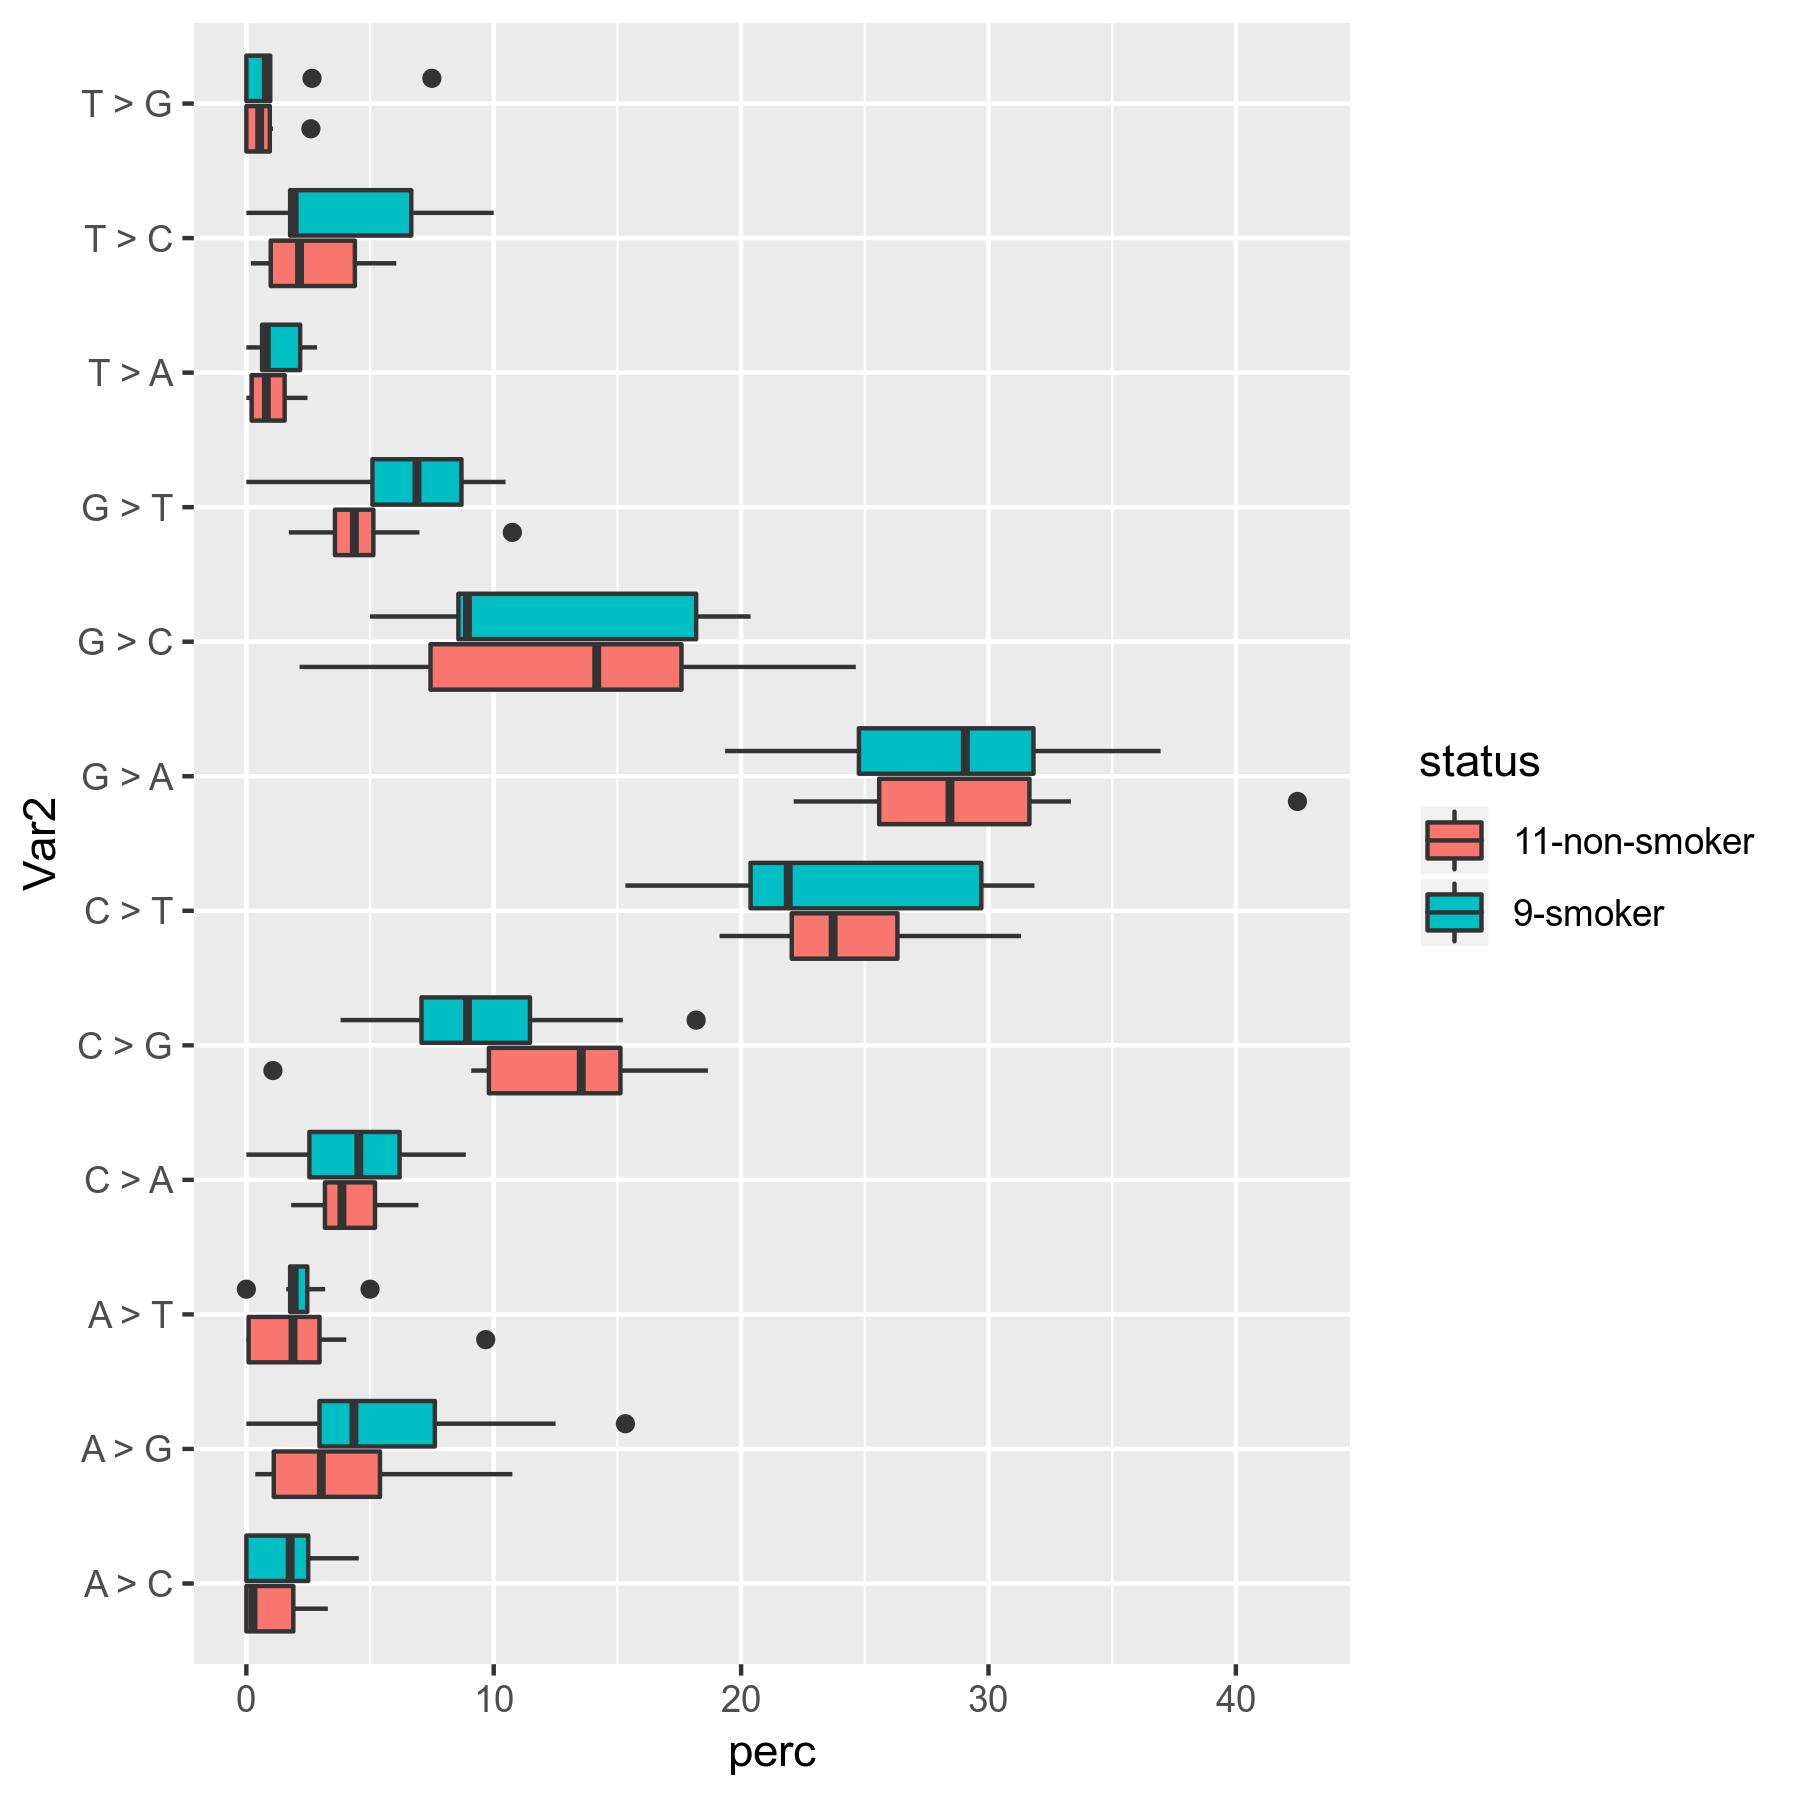 T > G
T > C
T > A
G > T
G > C
G > A
C > T
C > G
C > A
A > T
A > G
A > C
Var2
0 10 20 30 40
perc
status
11-non-smoker
9-smoker